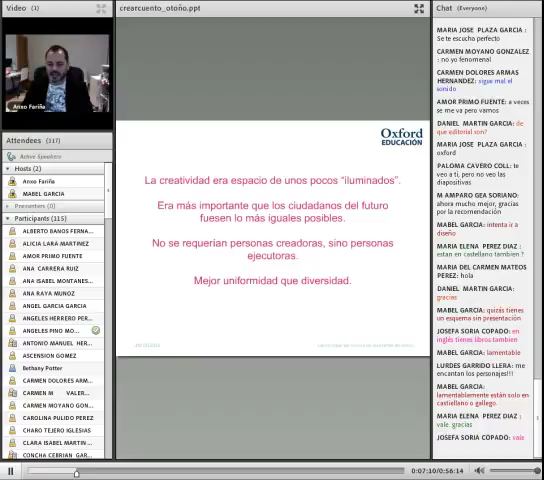 Video (1)
Anxo Fariña
Attendees (117)
Active Speakers
Hosts (2)
Anxo Fariña
MABEL GARCIA
Presenters (0)
Participants (115)
ALBERTO BANOS FERNA...
ALICIA LARA MARTINEZ
AMOR PRIMO FUENTE
ANA CARRERA RUIZ
ANA ISABEL MONTANES...
ANA RAYA MUNOZ
ANGEL GARCIA GARCIA
ANGELES HERRERO PER...
ANGELES PINO MO...
ANTONIO MANUEL HER...
ASCENSION GOMEZ
Bethany Potter
CARMEN DOLORES ARM...
CARMEN M VALER...
CARMEN MOYANO GON...
CAROLINA PULIDO PEREZ
CHARO TEJERO IGLESIAS
CLARA ISABEL MARTIN ...
CONCHA CEBRIAN GAR...
crearcuento_otoño.ppt
Oxford
EDUCACIÓN
La creatividad era espacio de unos pocos “iluminados”.
Era más importante que los ciudadanos del futuro
fuesen lo más iguales posibles.
No se requerían personas creadoras, sino personas
ejecutoras.
Mejor uniformidad que diversidad.
Chat (Everyone)
MARIA JOSE PLAZA GARCIA :
Se te escucha perfecto
CARMEN MOYANO GONZALEZ
: no yo fenomenal
CARMEN DOLORES ARMAS
HERNANDEZ: sigue mal el
sonido
AMOR PRIMO FUENTE: a veces
se me va pero vamos
DANIEL MARTIN GARCIA: de
que editorial son?
MARIA JOSE PLAZA GARCIA :
oxford
PALOMA CAVERO COLL: te
veo a ti, pero no veo las
diapositivas
M AMPARO GEA SORIANO:
ahora mucho mejor, gracias
por la recomendación
MABEL GARCIA: intenta ir a
diseño
MARIA ELENA PEREZ DIAZ :
estan en castellano tambien ?
MARIA DEL CARMEN MATEOS
PEREZ: hola
DANIEL MARTIN GARCIA:
gracias
MABEL GARCIA: quizás tienes
un esquema sin presentación
JOSEFA SORIA COPADO: en
inglés tienes libros tambien
MABEL GARCIA: lamentable
LURDES GARRIDO LLERA: me
encantan los personajes!!!
MABEL GARCIA:
lamentablemente están solo en
castellano o gallego
MARIA ELENA PEREZ DIAZ :
vale, gracias
JOSEFA SORIA COPADO: vale
0:07:10/0:56:14